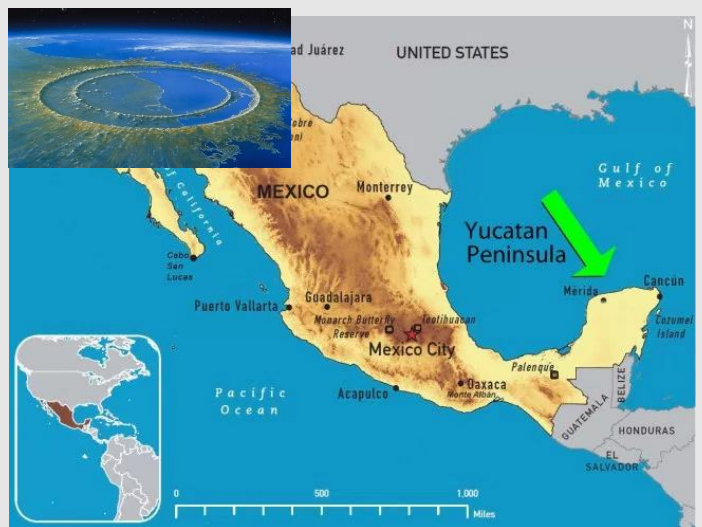 ad Juárez
UNITED STATES
N
Gulf of
Mexico
California
MEXICO
Monterrey
Yucatan
Peninsula
Cabo
San
Lucas
Mérida
Cancún
Cozumel
Island
Puerto Vallarta
Guadalajara
Monarch Butterfly
Reserve
Teotihuacan
Mexico City
Palenque
Pacific
Ocean
Acapulco
Oaxaca
Monte Albán
GUATEMALA
BELIZE
HONDURAS
EL
SALVADOR
0 500 1,000
Miles